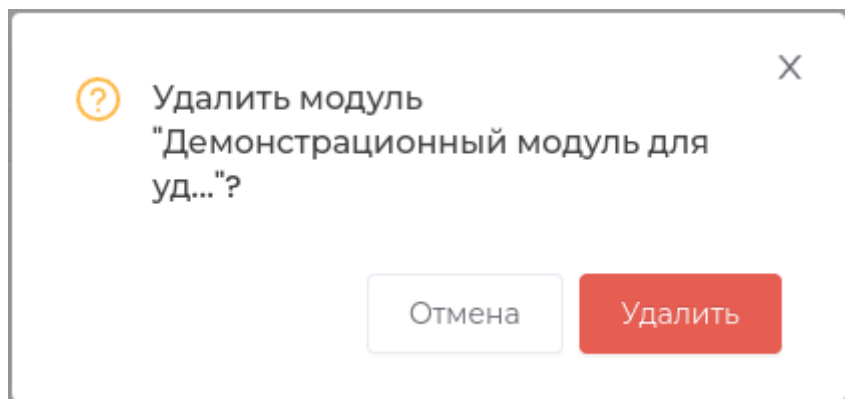 Удалить модуль
"Демонстрационный модуль для
уд..."?
Отмена
Удалить